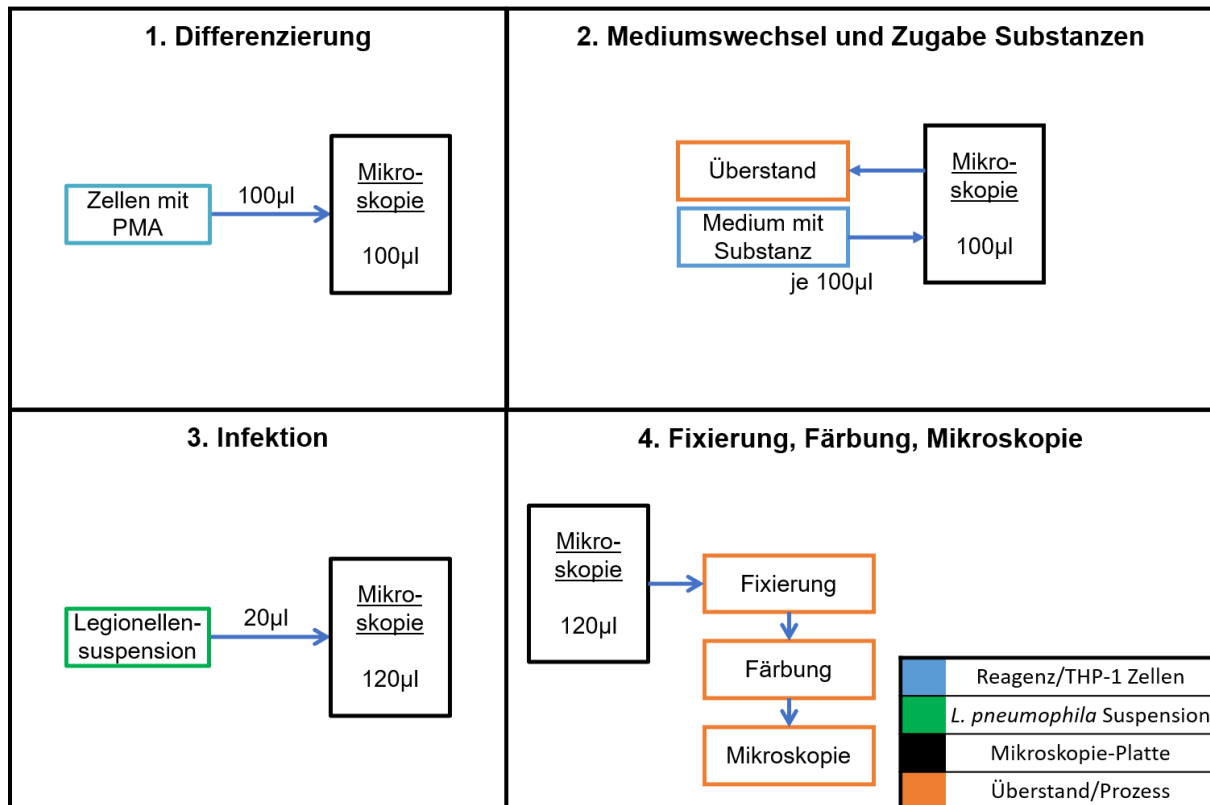 1. Differenzierung
Zellen mit
PMA
100µl
Mikro-
skopie
100µl
2. Mediumswechsel und Zugabe Substanzen
Überstand
Medium mit
Substanz
je 100µl
Mikro-
skopie
100µl
3. Infektion
Legionellen-
suspension
20µl
Mikro-
skopie
120µl
4. Fixierung, Färbung, Mikroskopie
Mikro-
skopie
120µl
Fixierung
Färbung
Mikroskopie
Reagenz/THP-1 Zellen
L. pneumophila Suspension
Mikroskopie-Platte
Überstand/Prozess